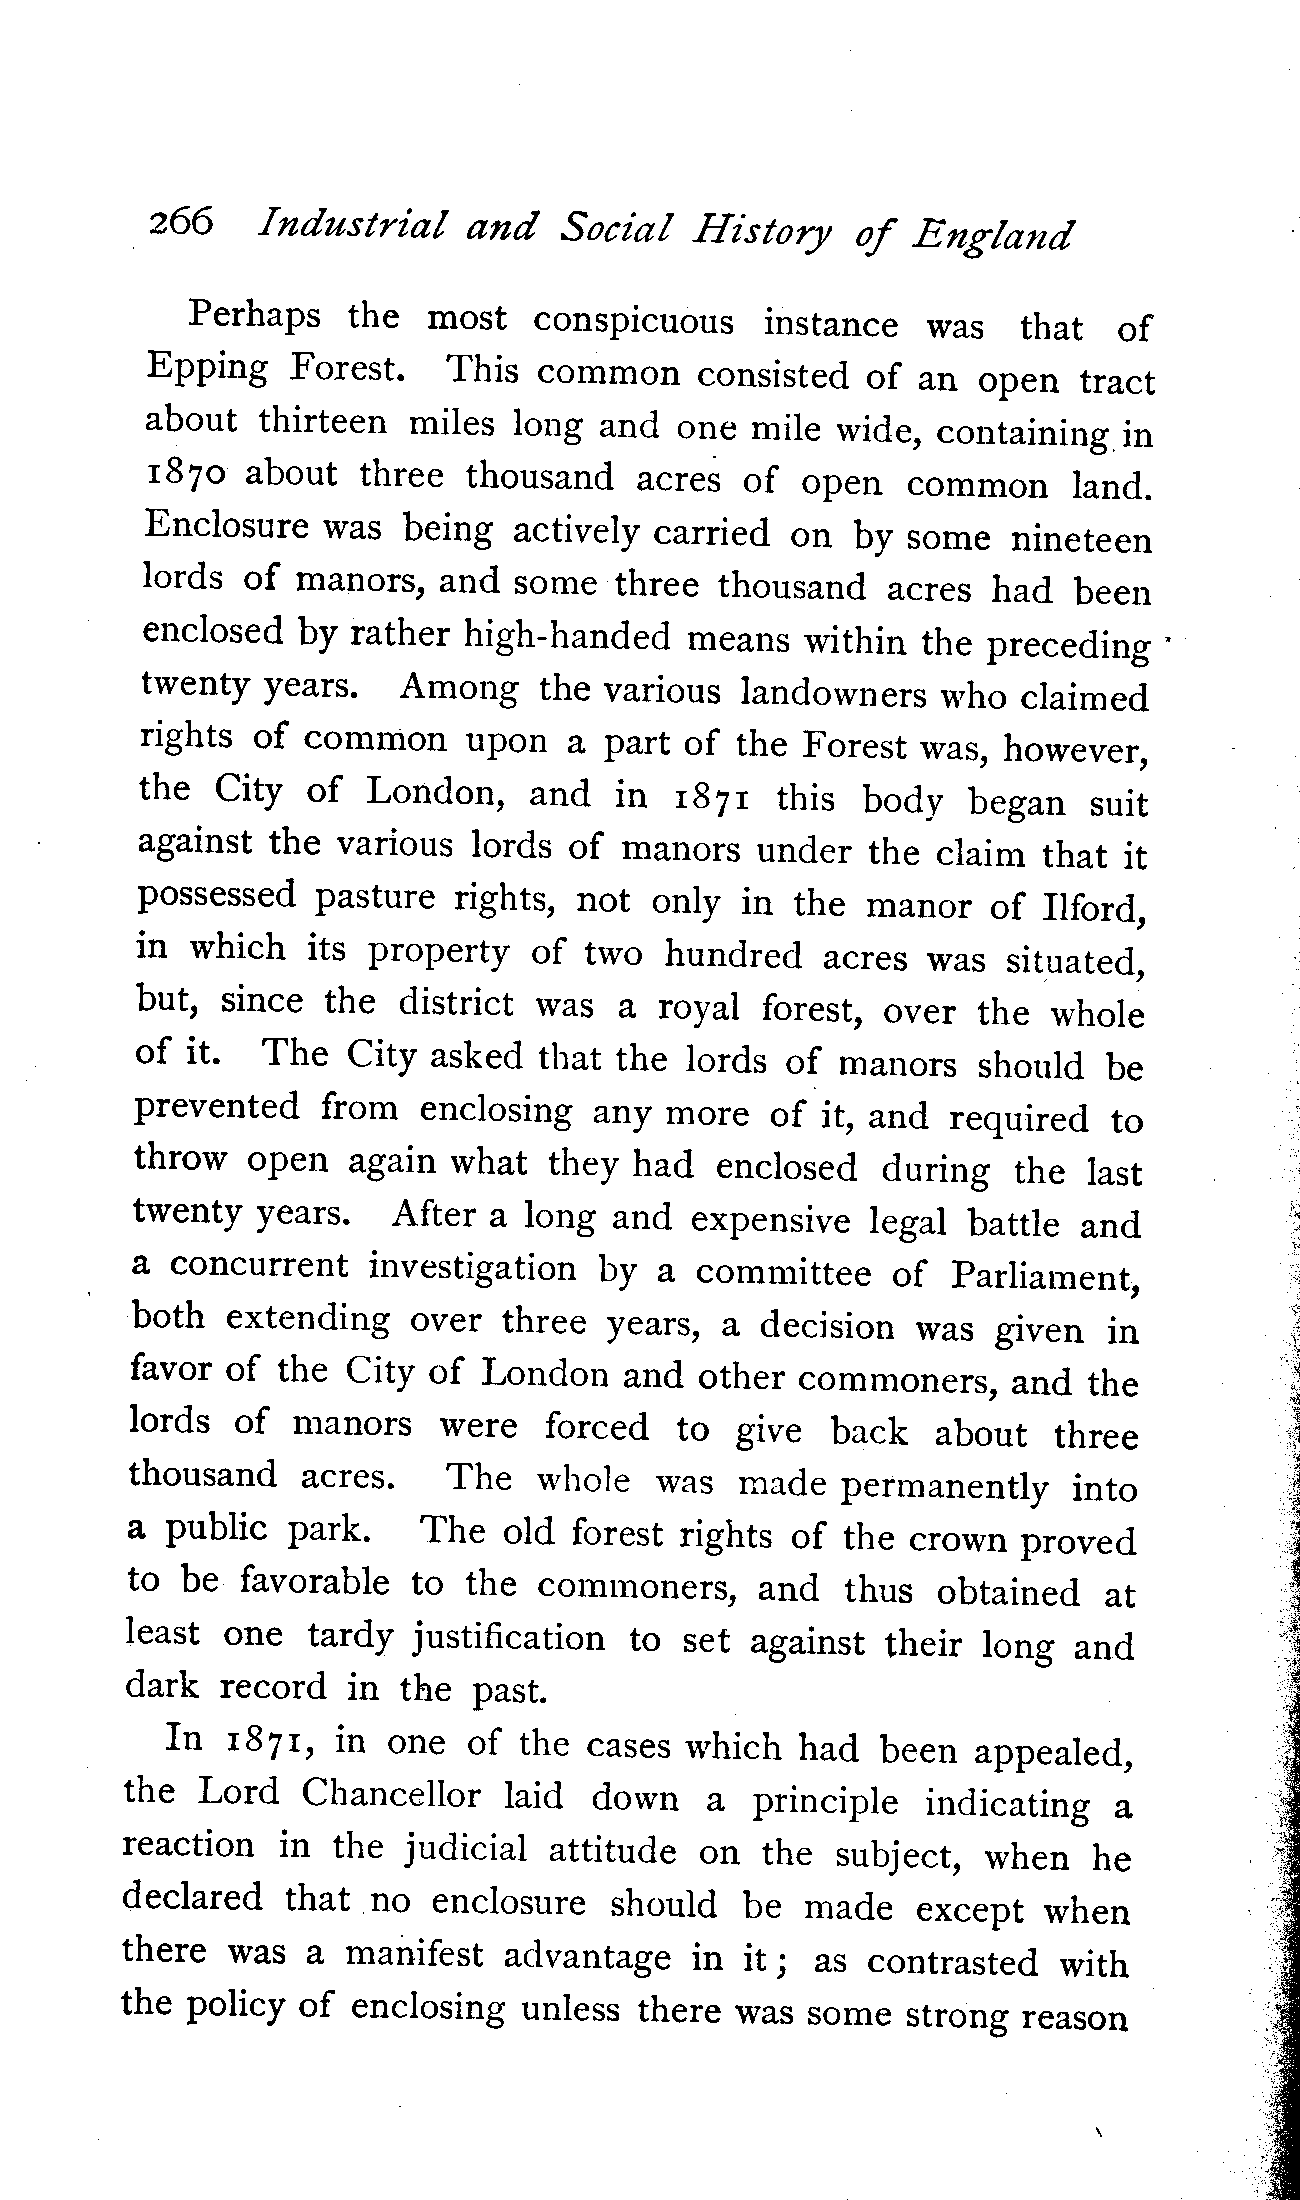 266 Industrial and Social History of England
Perhaps the most conspicuous instance was that of
Epping Forest. This common consisted of an open tract
about thirteen miles long and one mile wide, containing in
1870 about three thousand acres of open common land.
Enclosure was being actively carried on by some nineteen
lords of manors, and some three thousand acres had been
enclosed by rather high-handed means within the preceding
twenty years. Among the various landowners who claimed
rights of common upon a part of the Forest was, however,
the City of London, and in 1871 this body began suit
against the various lords of manors under the claim that it
possessed pasture rights, not only in the manor of Ilford,
in which its property of two hundred acres was situated,
but, since the district was a royal forest, over the whole
of it. The City asked that the lords of manors should be
prevented from enclosing any more of it, and required to
throw open again what they had enclosed during the last
twenty years. After a long and expensive legal battle and
a concurrent investigation by a committee of Parliament,
both extending over three years, a decision was given in
favor of the City of London and other commoners, and the
lords of manors were forced to give back about three
thousand acres. The whole was made permanently into
a public park. The old forest rights of the crown proved
to be favorable to the commoners, and thus obtained at
least one tardy justification to set against their long and
dark record in the past.
In 1871, in one of the cases which had been appealed,
the Lord Chancellor laid down a principle indicating a
reaction in the judicial attitude on the subject, when he
declared that no enclosure should be made except when
there was a manifest advantage in it; as contrasted with
the policy of enclosing unless there was some strong reason